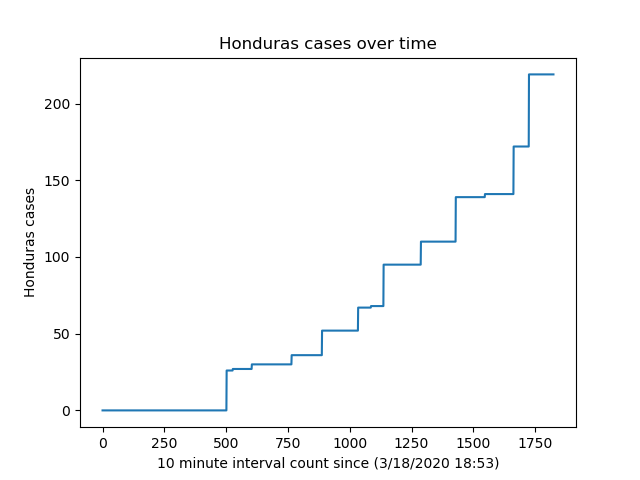 Honduras cases over time
Honduras cases
200
150
100
50
0
0 250 500 750 1000 1250 1500 1750
10 minute interval count since (3/18/2020 18:53)